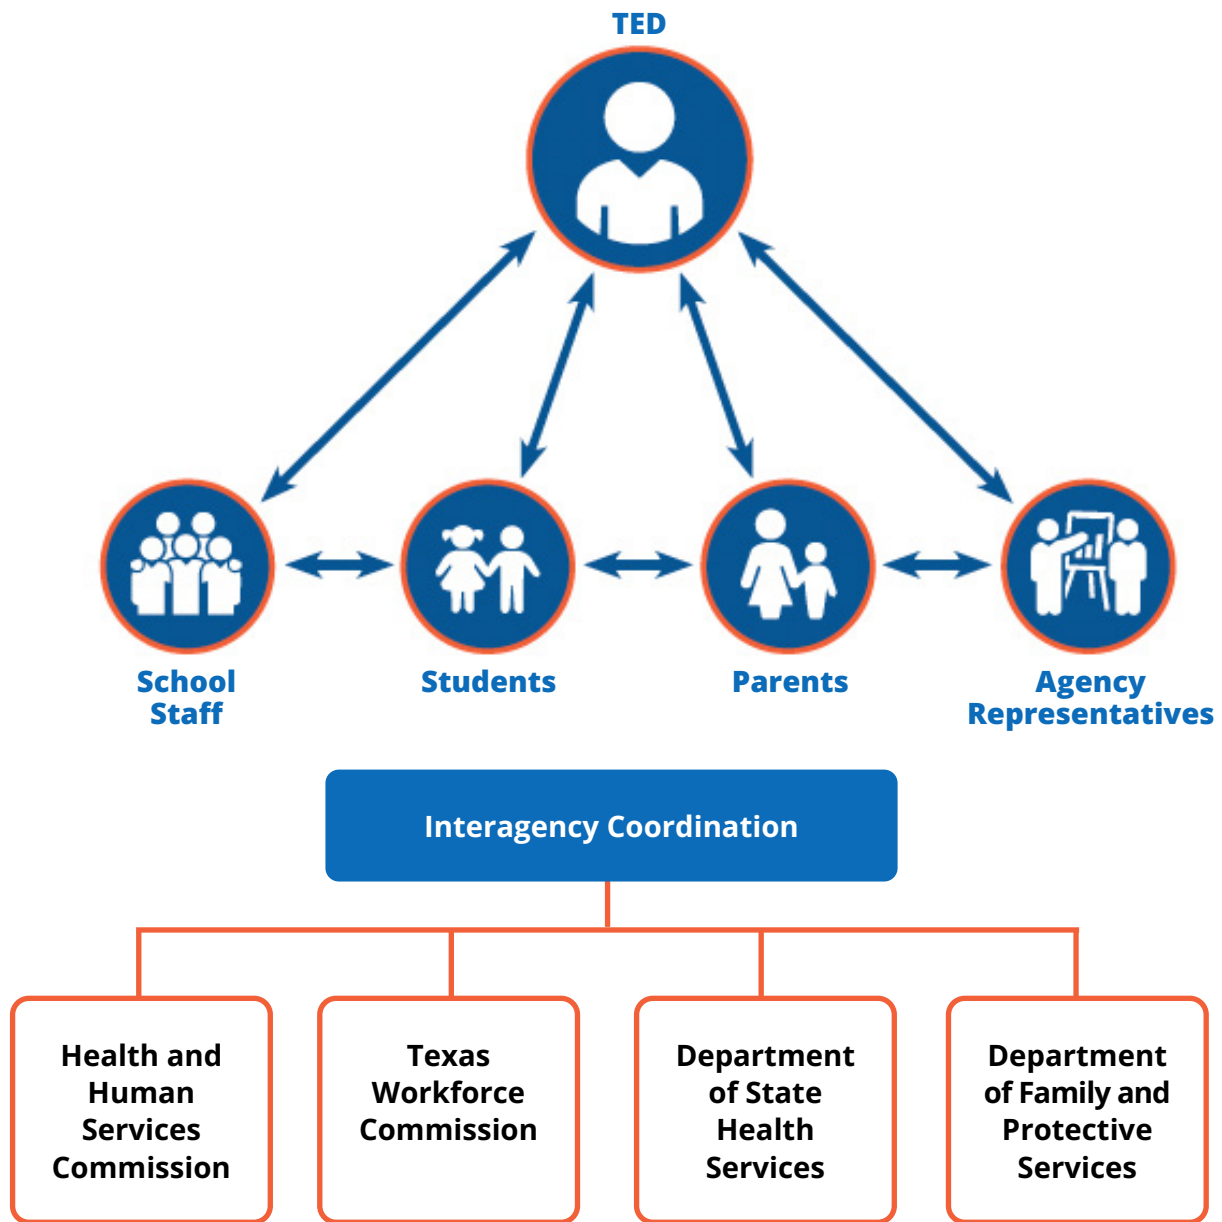 TED
School
Staff
Students
Parents
Agency
Representatives
Interagency Coordination
Health and
Human
Services
Commission
Texas
Workforce
Commission
Department
of State
Health
Services
Department
of Family and
Protective
Services